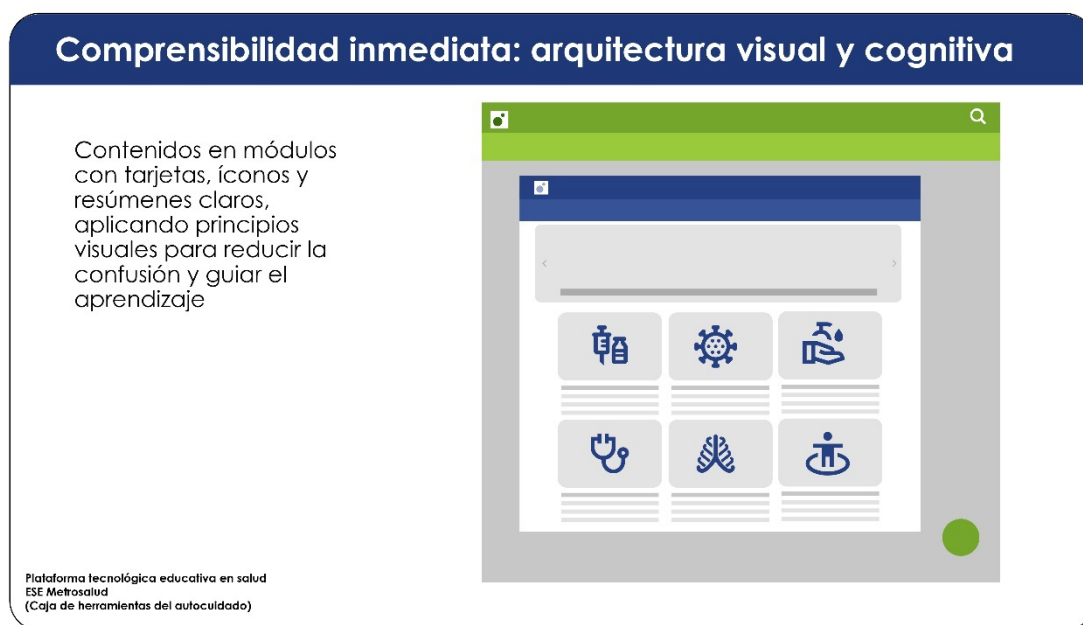 Comprensibilidad inmediata: arquitectura visual y cognitiva
Contenidos en módulos
con tarjetas, íconos y
resúmenes claros,
aplicando principios
visuales para reducir la
confusión y guiar el
aprendizaje
Plataforma tecnológica educativa en salud
ESE Metrosalud
(Caja de herramientas del autocuidado)